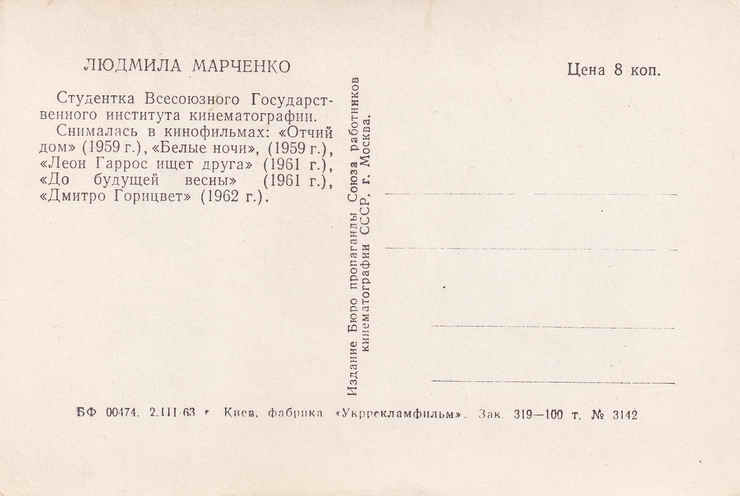 ЛЮДМИЛА МАРЧЕНКО
Студентка Всесоюзного Государст-
венного института кинематографии.
Снималась в кинофильмах: «Отчий
дом» (1959 г.), «Белые ночи», (1959 г.),
«Леон Гаррос ищет друга» (1961 г.),
«До будущей весны» (1961 г.),
«Дмитро Горицвет» (1962 г.).
Издание Бюро пропаганды Союза работников
кинематографии СССР, г. Москва.
Цена 8 коп.
БФ 00474. 2.III-63 г Киев, фабрика «Укррекламфильм». Зак. 319—100 т. № 3142